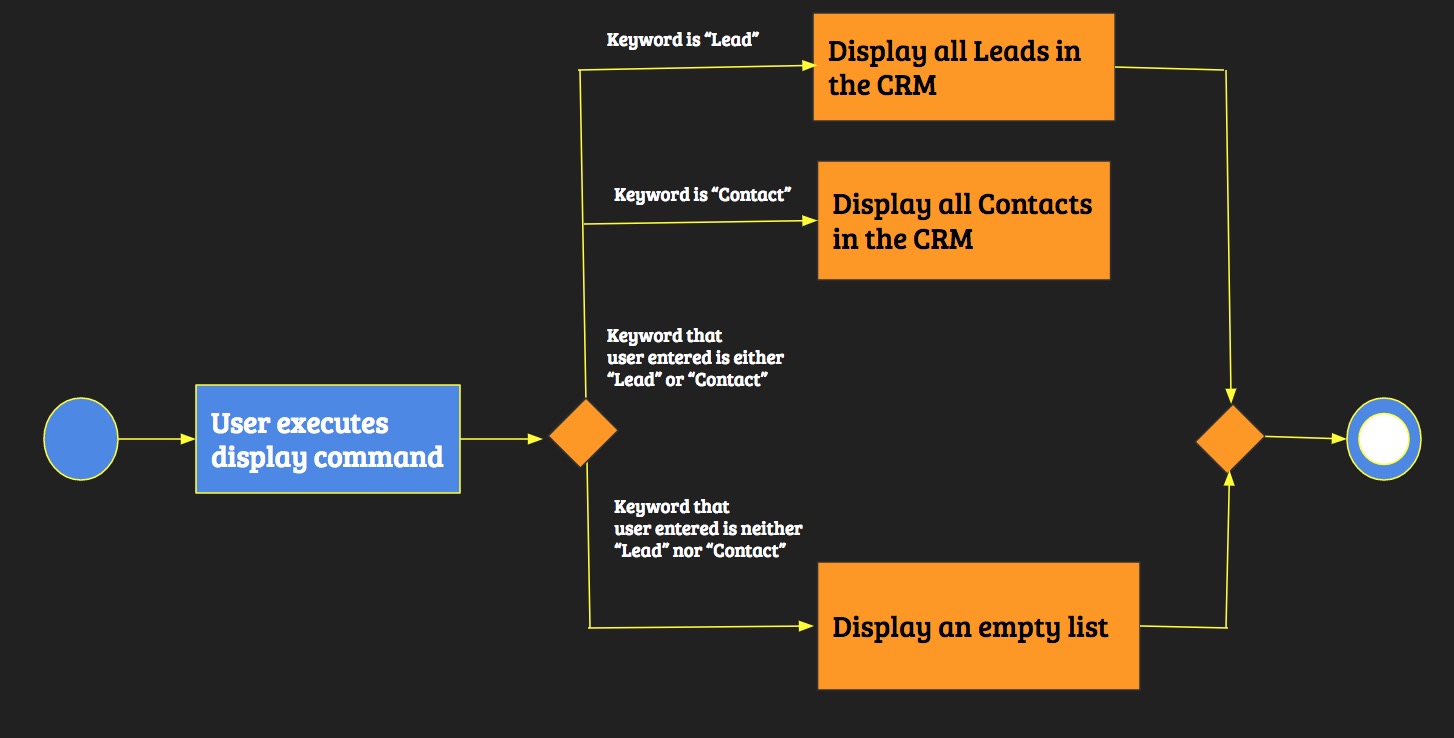 Keyword is “Lead”
Display all Leads in
the CRM
Keyword is “Contact”
Display all Contacts
in the CRM
Keyword that
user entered is either
“Lead” or “Contact”
User executes
display command
Keyword that
user entered is neither
“Lead” nor “Contact”
Display an empty list